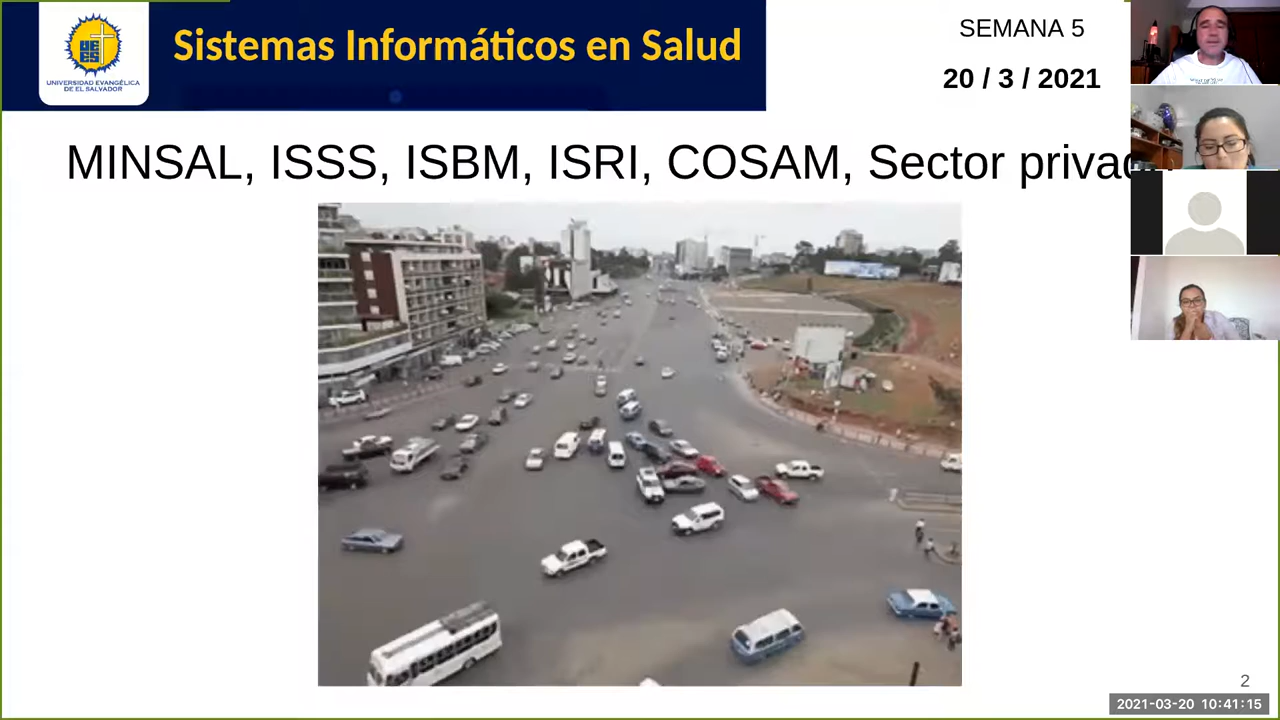 Sistemas Informáticos en Salud
UNIVERSIDAD EVANGÉLICA
DE EL SALVADOR
SEMANA 5
20 / 3 / 2021
MINSAL, ISSS, ISBM, ISRI, COSAM, Sector privado
2
2021-03-20 10:41:15